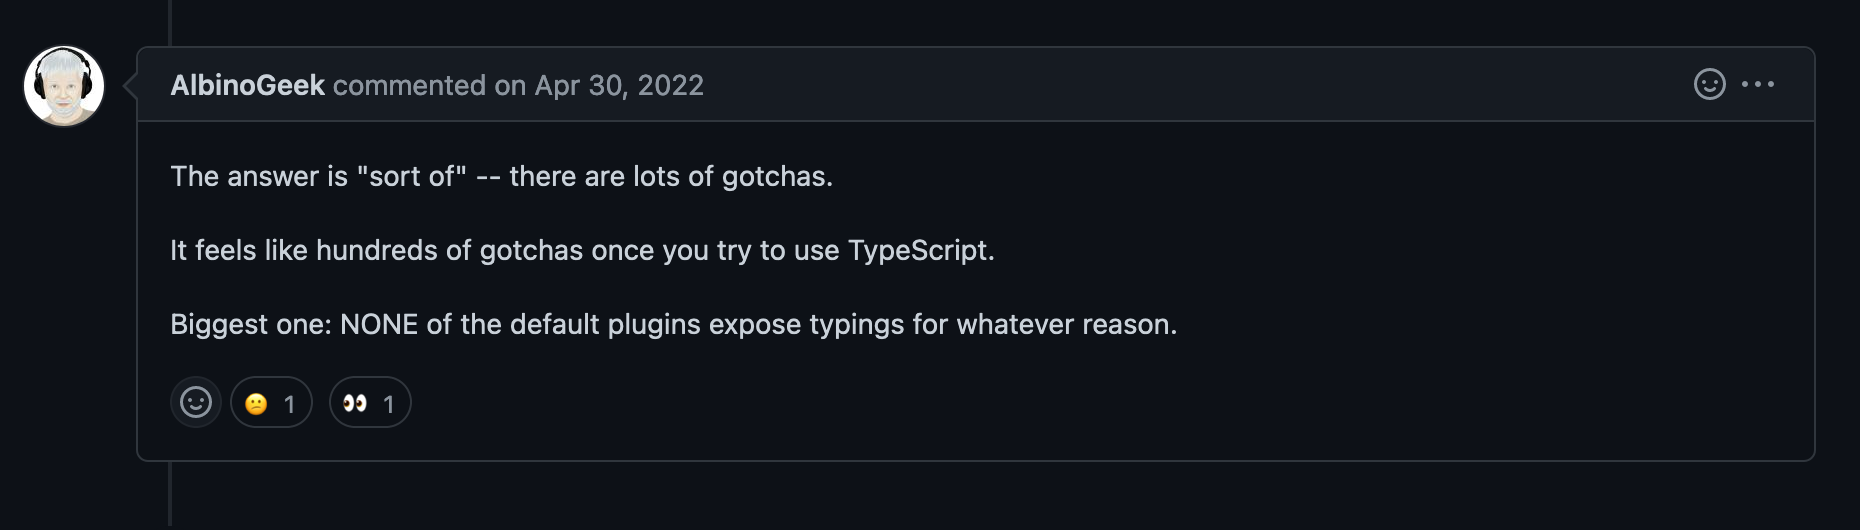 AlbinoGeek commented on Apr 30, 2022
The answer is "sort of" -- there are lots of gotchas.
It feels like hundreds of gotchas once you try to use TypeScript.
Biggest one: NONE of the default plugins expose typings for whatever reason.
😕 1 👀 1